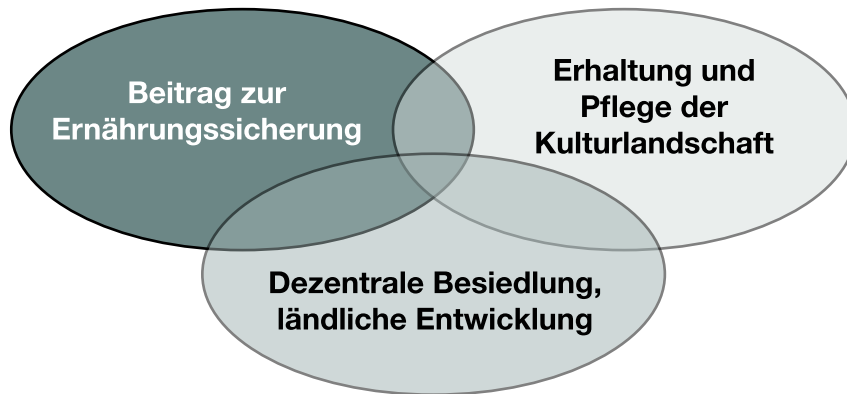 Beitrag zur
Ernährungssicherung
Erhaltung und
Pflege der
Kulturlandschaft
Dezentrale Besiedlung,
ländliche Entwicklung